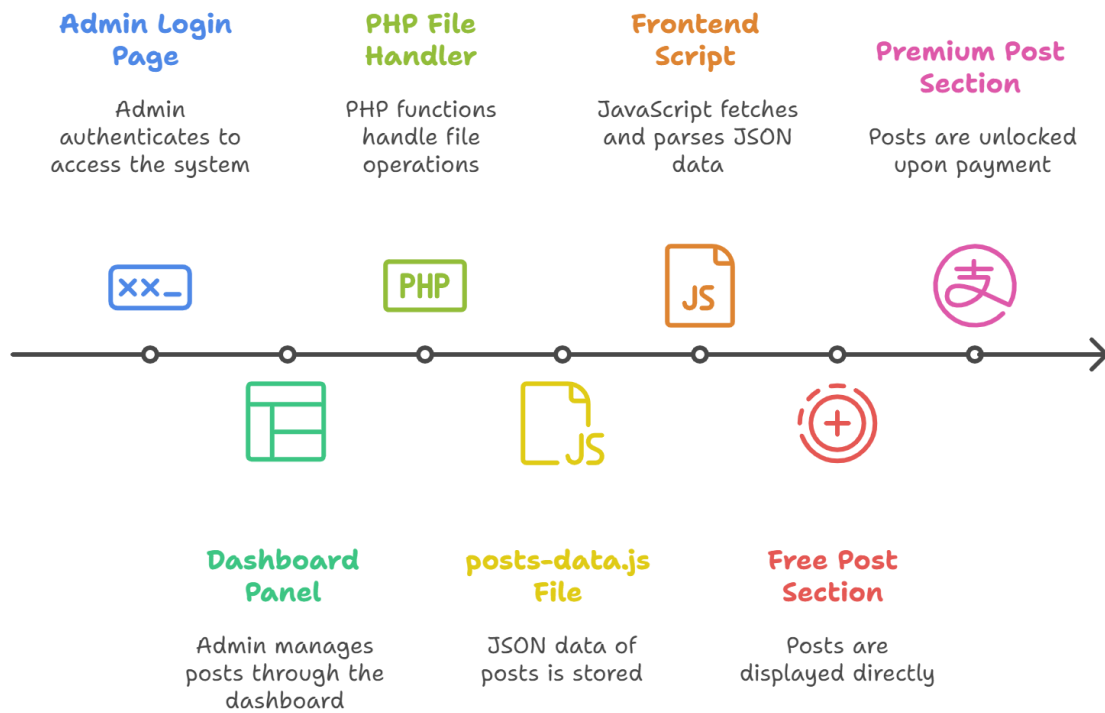 Admin Login
Page
Admin
authenticates to
access the system
PHP File
Handler
PHP functions
handle file
operations
Frontend
Script
JavaScript fetches
and parses JSON
data
Premium Post
Section
Posts are unlocked
upon payment
xx_
PHP
JS
支
JS
Dashboard
Panel
Admin manages
posts through the
dashboard
posts-data.js
File
JSON data of
posts is stored
Free Post
Section
Posts are
displayed directly